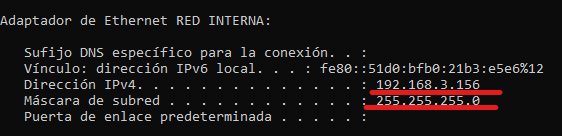 Adaptador de Ethernet RED INTERNA:
Sufijo DNS específico para la conexión. . :
Vínculo: dirección IPv6 local. . . : fe80::51d0:bfb0:21b3:e5e6%12
Dirección IPv4. . . . . . . . . . . . . . : 192.168.3.156
Máscara de subred . . . . . . . . . . . . : 255.255.255.0
Puerta de enlace predeterminada . . . . . :